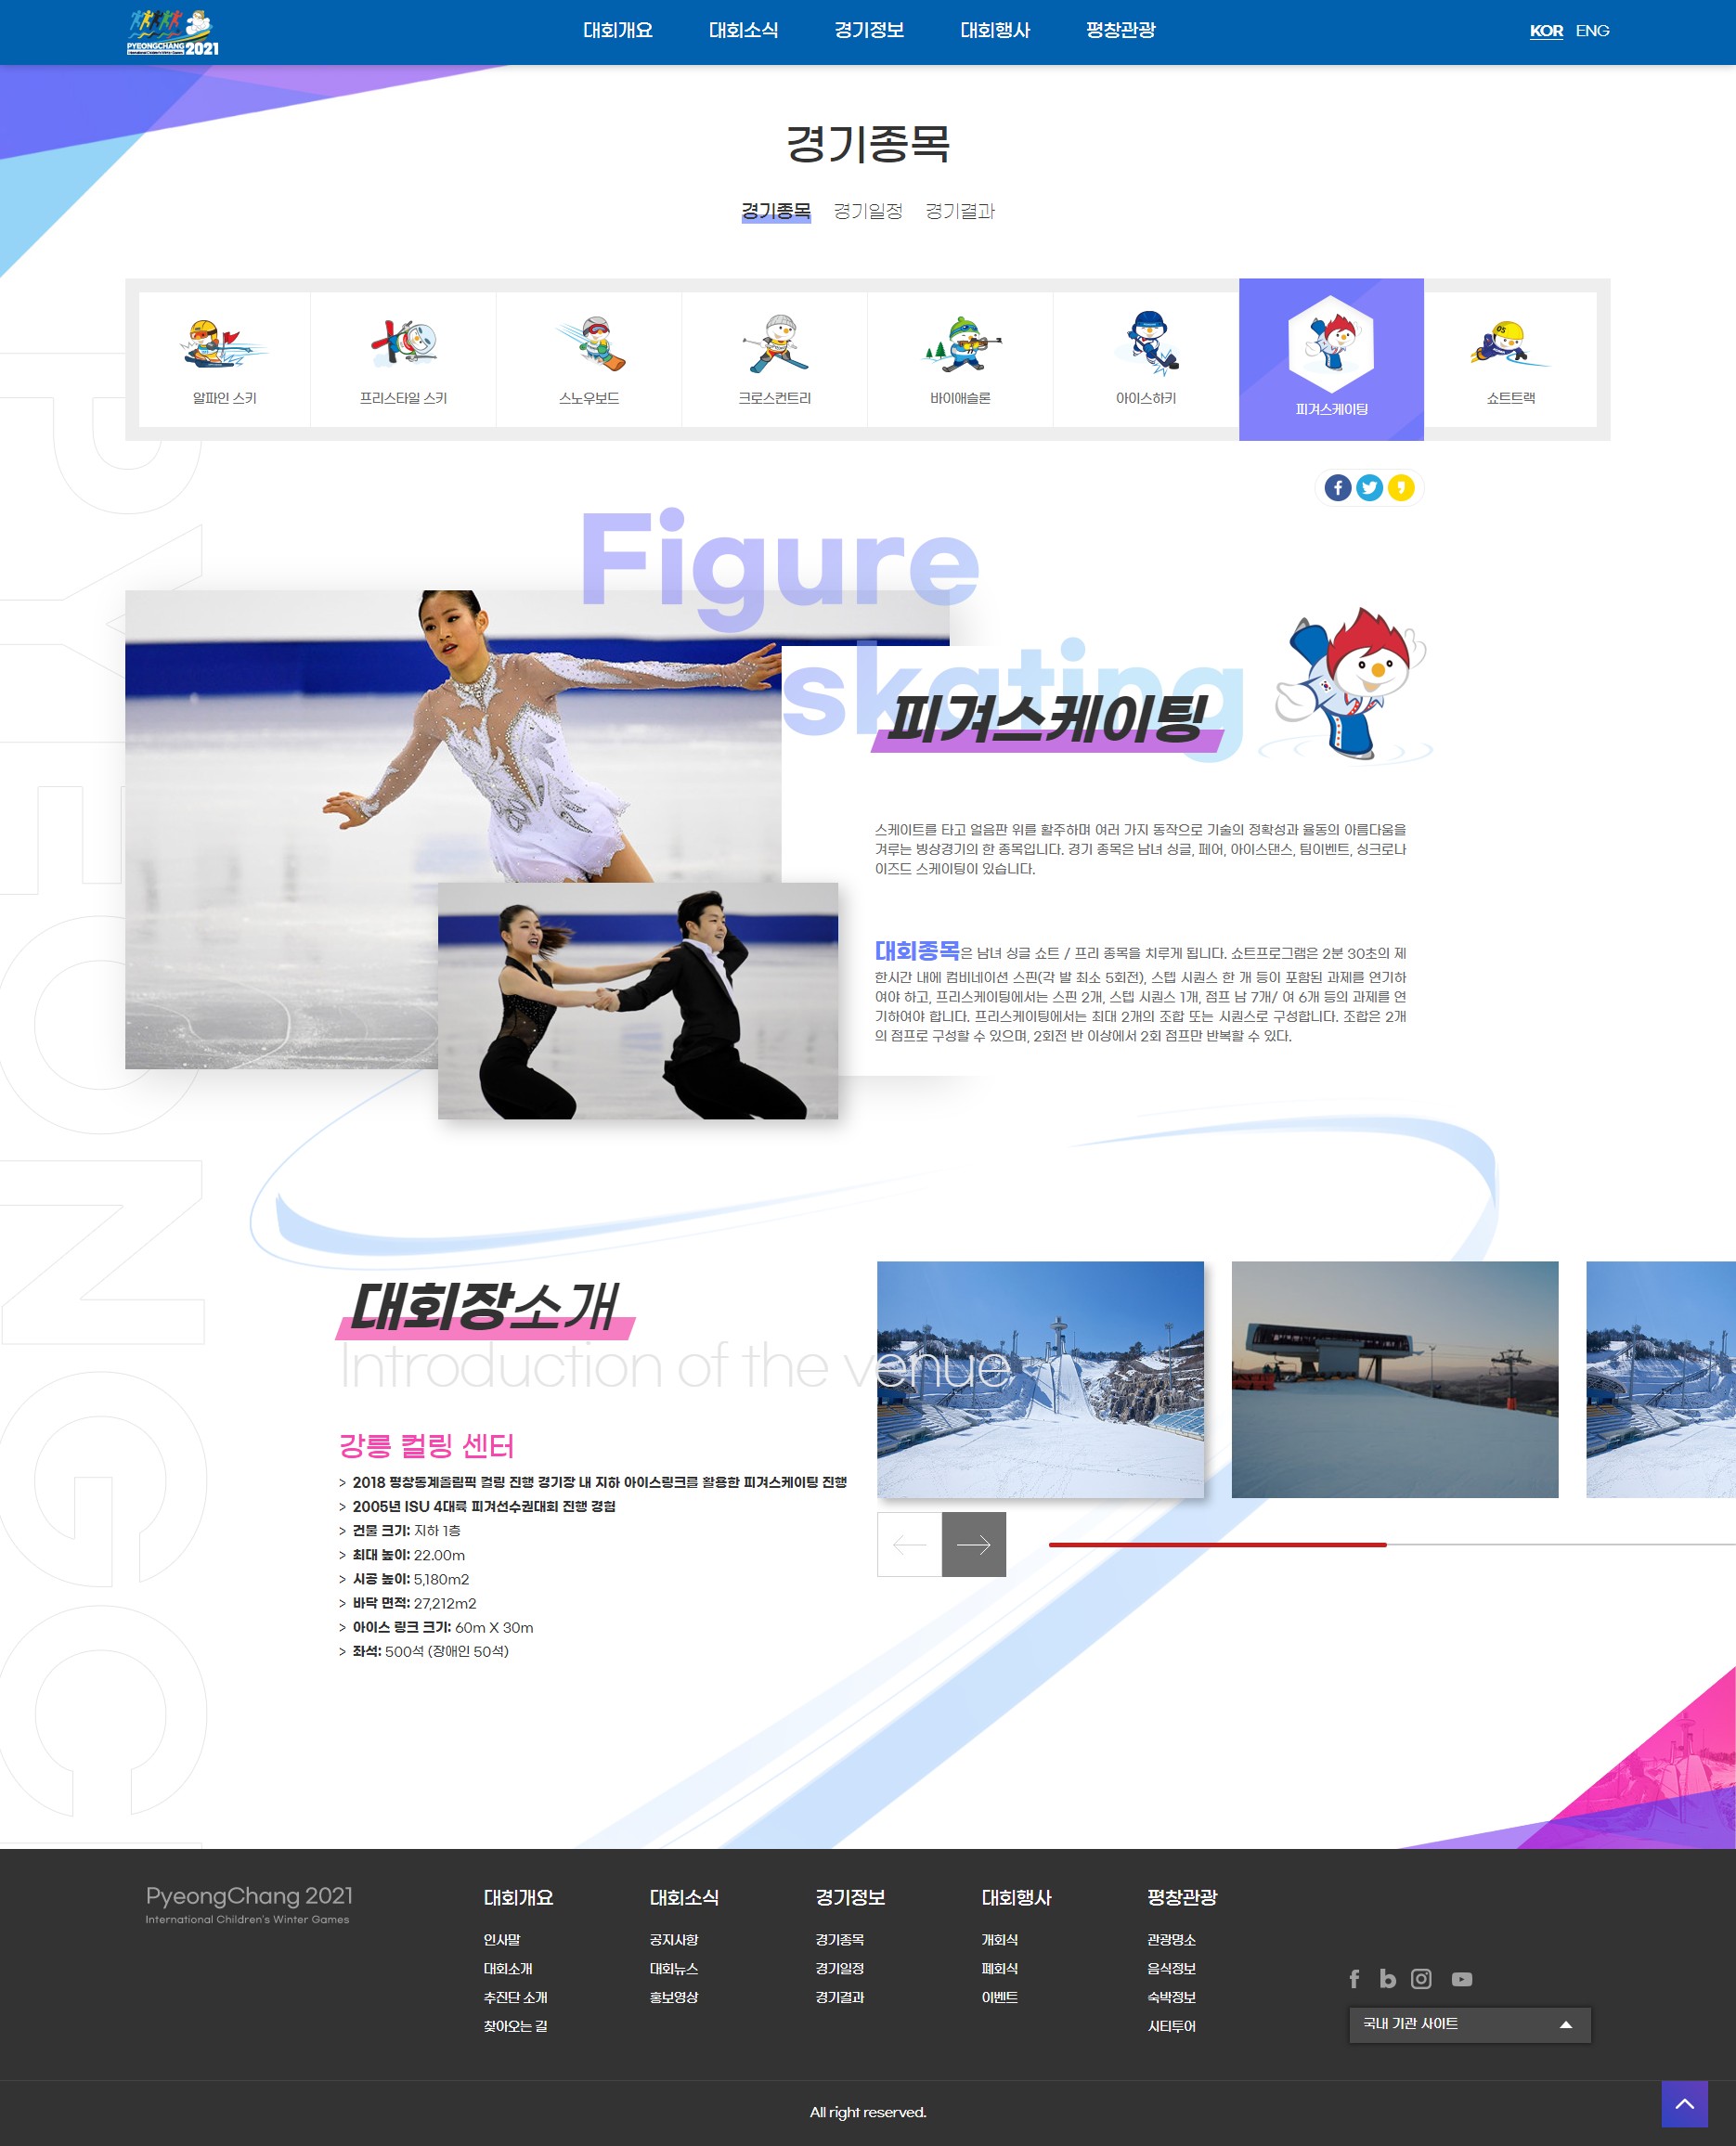 PYEONGCHANG 2021
International Children's Winter Games
대회개요 대회소식 경기정보 대회행사 평창관광
KOR ENG
경기종목
경기종목 경기일정 경기결과
알파인 스키 프리스타일 스키 스노우보드 크로스컨트리 바이애슬론 아이스하키 피겨스케이팅 쇼트트랙
Figure
skating
피겨스케이팅
스케이트를 타고 얼음판 위를 활주하며 여러 가지 동작으로 기술의 정확성과 율동의 아름다움을
겨루는 빙상경기의 한 종목입니다. 경기 종목은 남녀 싱글, 페어, 아이스댄스, 팀이벤트, 싱크로나
이즈드 스케이팅이 있습니다.
대회종목은 남녀 싱글 쇼트 / 프리 종목을 치루게 됩니다. 쇼트프로그램은 2분 30초의 제
한시간 내에 컴비네이션 스핀(각 발 최소 5회전), 스텝 시퀀스 한 개 등이 포함된 과제를 연기하
여야 하고, 프리스케이팅에서는 스핀 2개, 스텝 시퀀스 1개, 점프 남 7개/ 여 6개 등의 과제를 연
기하여야 합니다. 프리스케이팅에서는 최대 2개의 조합 또는 시퀀스로 구성합니다. 조합은 2개
의 점프로 구성할 수 있으며, 2회전 반 이상에서 2회 점프만 반복할 수 있다.
PYEONGC
대회장소개
Introduction of the venue
강릉 컬링 센터
> 2018 평창동계올림픽 컬링 진행 경기장 내 지하 아이스링크를 활용한 피겨스케이팅 진행
> 2005년 ISU 4대륙 피겨선수권대회 진행 경험
> 건물 크기: 지하 1층
> 최대 높이: 22.00m
> 시공 높이: 5,180m2
> 바닥 면적: 27,212m2
> 아이스 링크 크기: 60m X 30m
> 좌석: 500석 (장애인 50석)
PyeongChang 2021
International Children's Winter Games
대회개요 대회소식 경기정보 대회행사 평창관광
인사말 공지사항 경기종목 개회식 관광명소
대회소개 대회뉴스 경기일정 폐회식 음식정보
추진단 소개 홍보영상 경기결과 이벤트 숙박정보
찾아오는 길 시티투어
국내 기관 사이트
All right reserved.